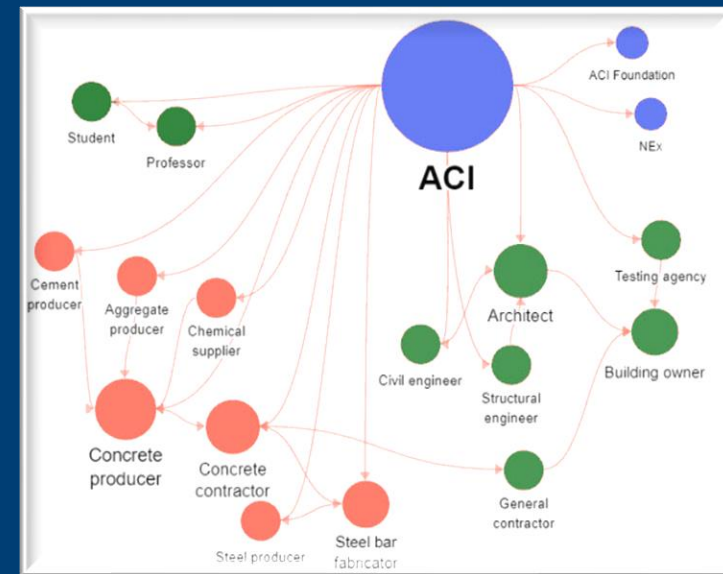 ACI Foundation
Student
Professor
NEx
ACI
Cement
producer
Aggregate
producer
Chemical
supplier
Testing agency
Architect
Civil engineer
Structural
engineer
Building owner
Concrete
producer
Concrete
contractor
General
contractor
Steel producer
Steel bar
fabricator